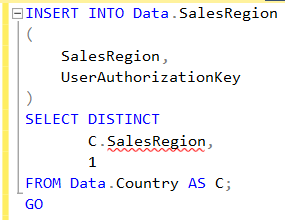 INSERT INTO Data.SalesRegion
(
    SalesRegion,
    UserAuthorizationKey
)
SELECT DISTINCT
       C.SalesRegion,
       1
FROM Data.Country AS C;
GO